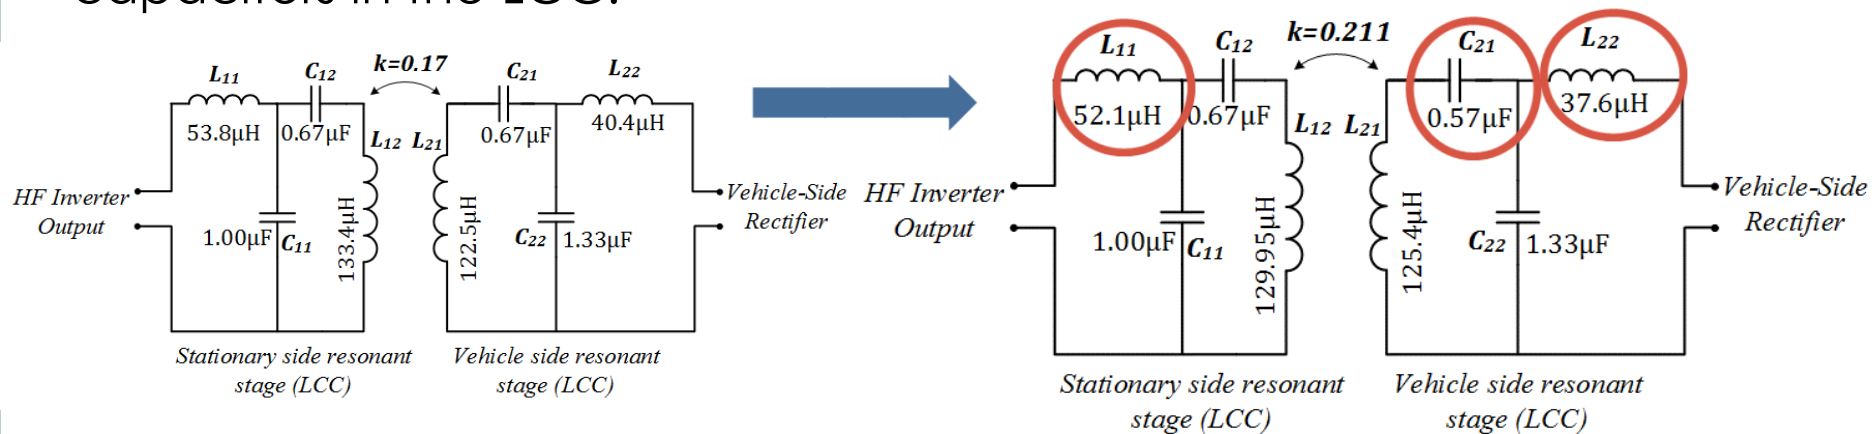 capacitors in the LCC.
k=0.17
L11
C12
C21
L22
53.8µH
0.67µF
0.67µF
40.4µH
L12
L21
HF Inverter
Output
1.00µF
C11
133.4µH
122.5µH
C22
1.33µF
Vehicle-Side
Rectifier
Stationary side resonant
stage (LCC)
Vehicle side resonant
stage (LCC)
k=0.211
L11
C12
C21
L22
52.1µH
0.67µF
0.57µF
37.6µH
L12
L21
HF Inverter
Output
1.00µF
C11
129.95µH
125.4µH
C22
1.33µF
Vehicle-Side
Rectifier
Stationary side resonant
stage (LCC)
Vehicle side resonant
stage (LCC)